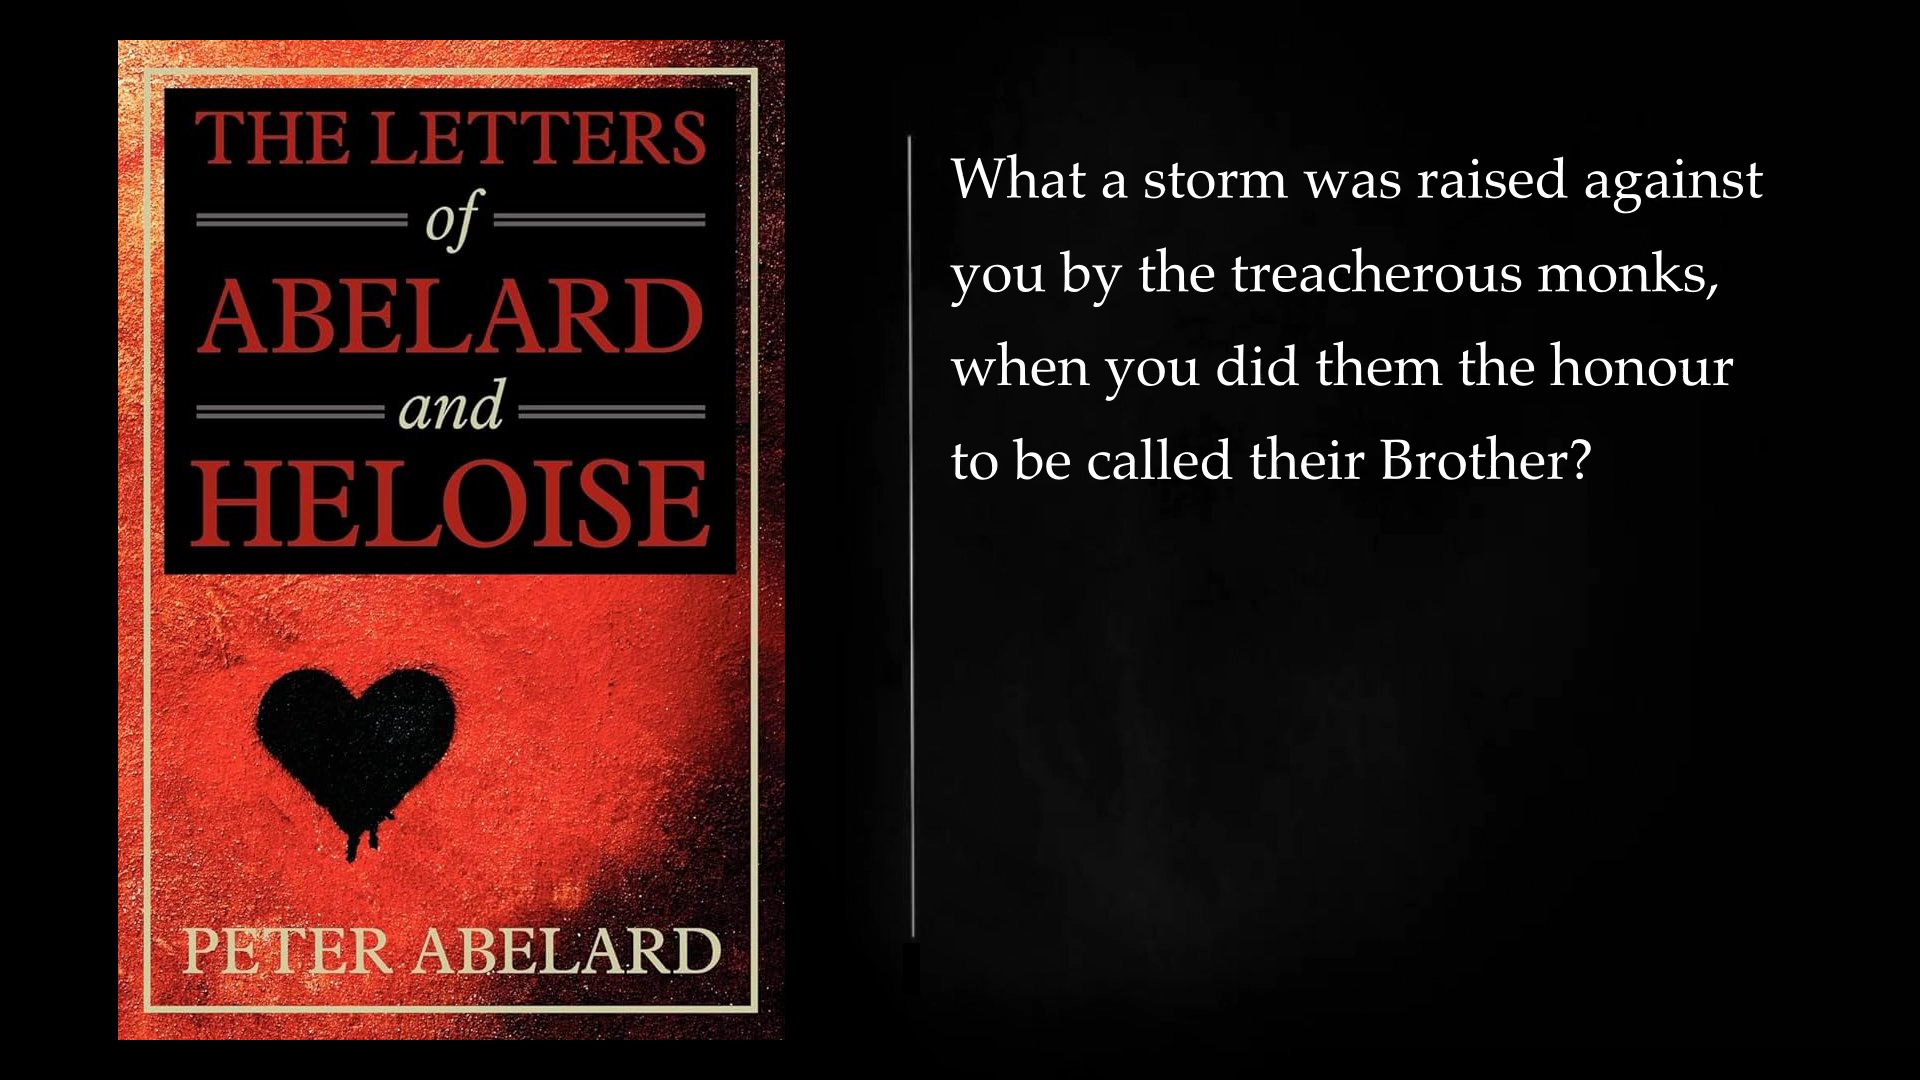 THE LETTERS
of
ABELARD
and
HELOISE
PETER ABELARD
What a storm was raised against
you by the treacherous monks,
when you did them the honour
to be called their Brother?